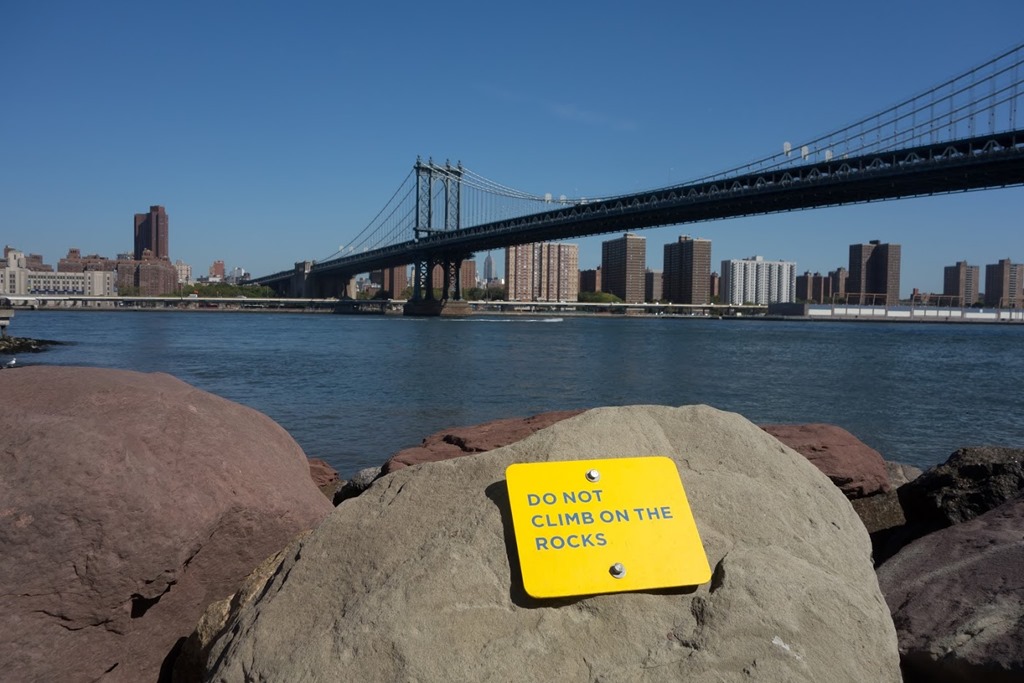 DO NOT
CLIMB ON THE
ROCKS